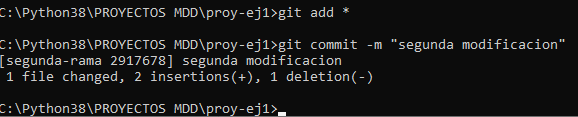 C:\Python38\PROYECTOS MDD\proy-ej1>git add *
C:\Python38\PROYECTOS MDD\proy-ej1>git commit -m "segunda modificacion"
[segunda-rama 2917678] segunda modificacion
 1 file changed, 2 insertions(+), 1 deletion(-)
C:\Python38\PROYECTOS MDD\proy-ej1>